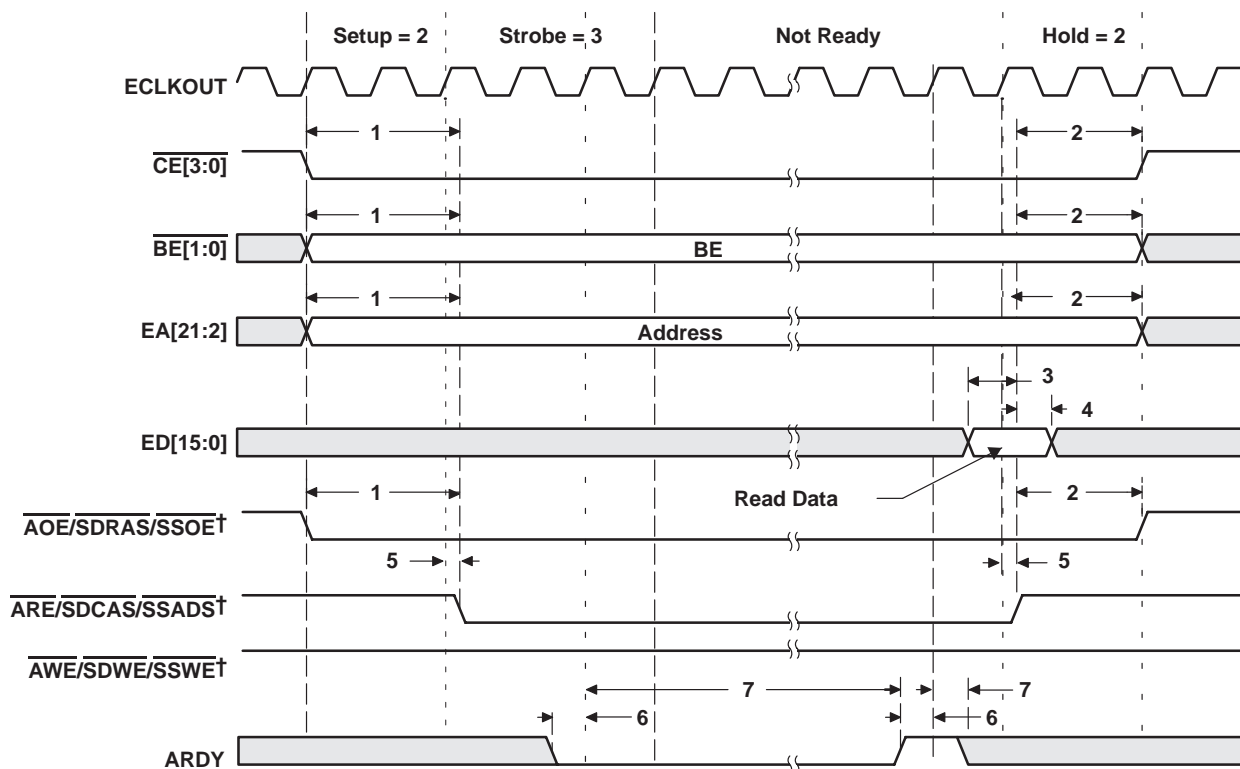 Setup = 2 Strobe = 3 Not Ready Hold = 2
ECLKOUT
1 2
CE[3:0]
1 2
BE[1:0] BE
1 2
EA[21:2] Address
3
4
ED[15:0]
Read Data
1 2
AOE/SDRAS/SSOE†
5 5
ARE/SDCAS/SSADS†
AWE/SDWE/SSWE†
7 7
6 6
ARDY